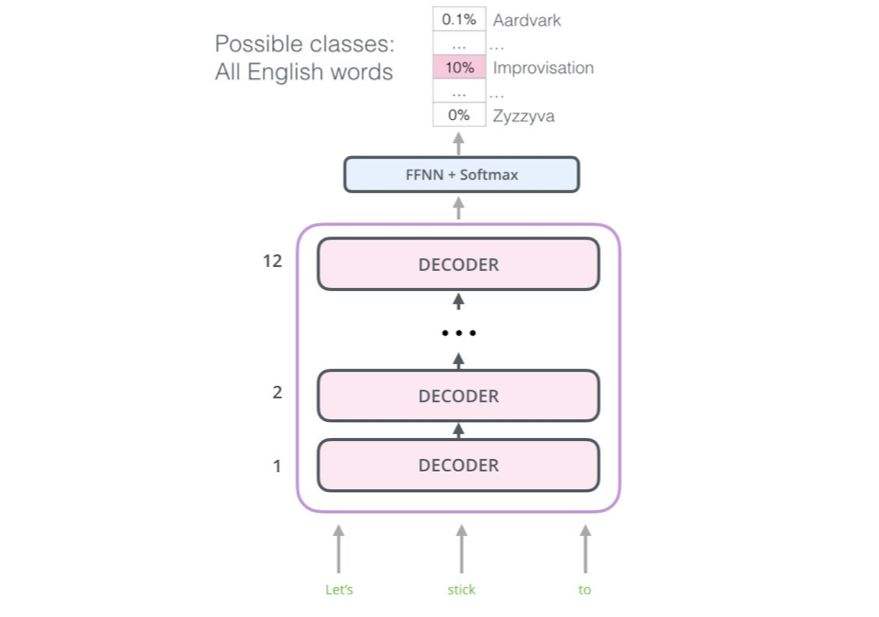 Possible classes:
All English words
0.1% Aardvark
... ...
10% Improvisation
... ...
0% Zyzzyva
FFNN + Softmax
12 DECODER
...
2 DECODER
1 DECODER
Let's stick to